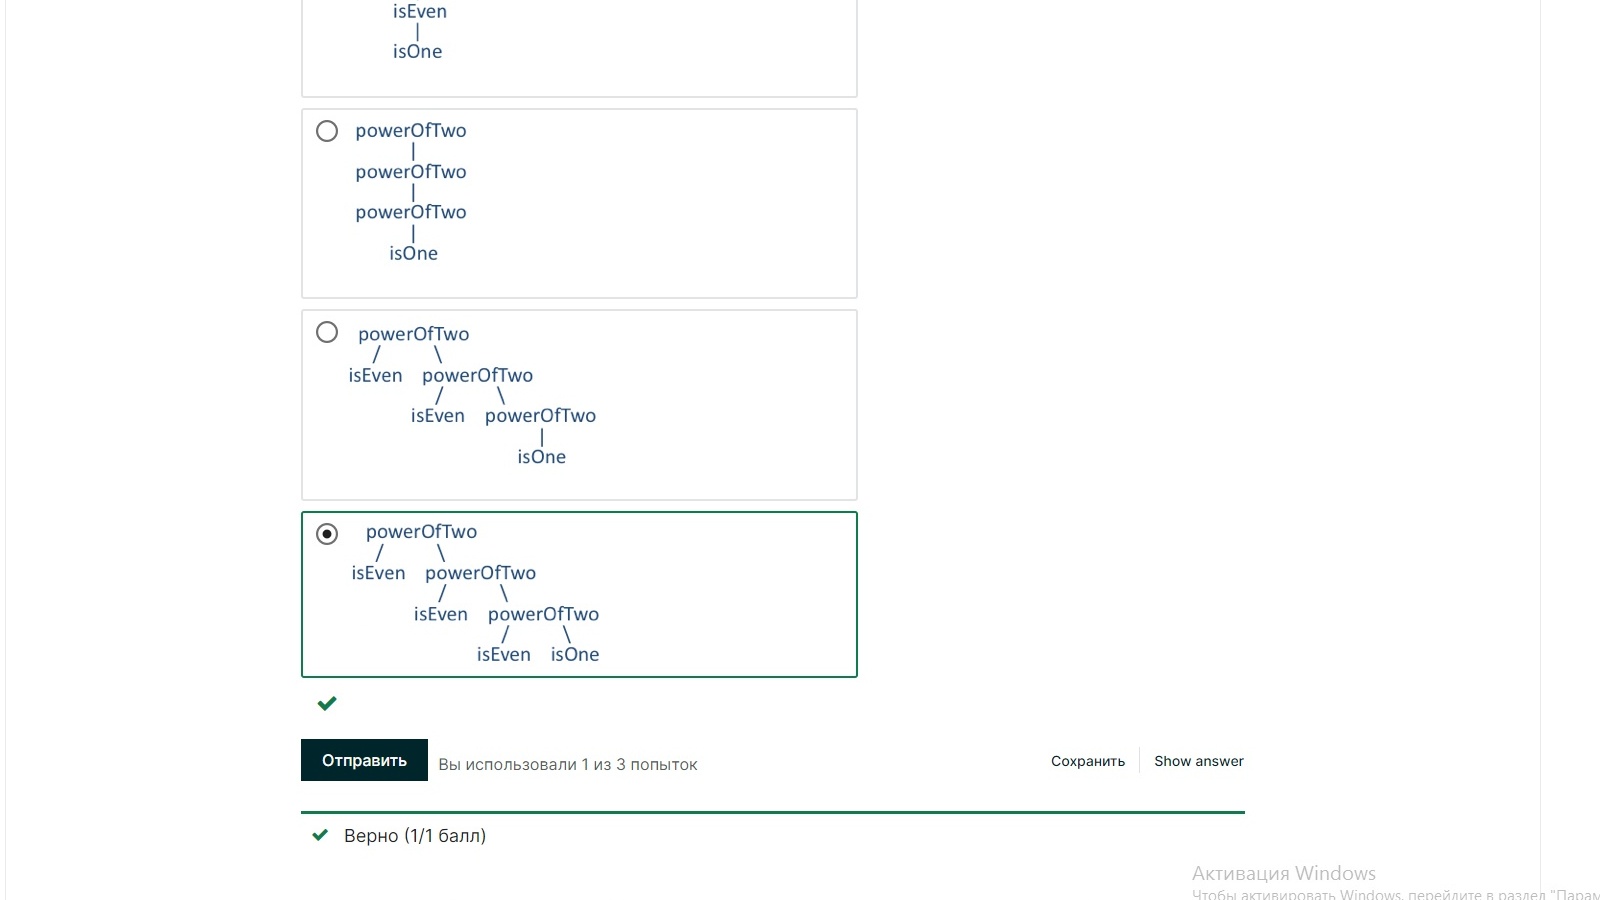 isEven
|
isOne
powerOfTwo
|
powerOfTwo
|
powerOfTwo
|
isOne
powerOfTwo
/ \
isEven powerOfTwo
/ \
isEven powerOfTwo
|
isOne
powerOfTwo
/ \
isEven powerOfTwo
/ \
isEven powerOfTwo
/ \
isEven isOne
Отправить Вы использовали 1 из 3 попыток Сохранить Show answer
Верно (1/1 балл)
Активация Windows
Чтобы активировать Windows, перейдите в раздел "Парам